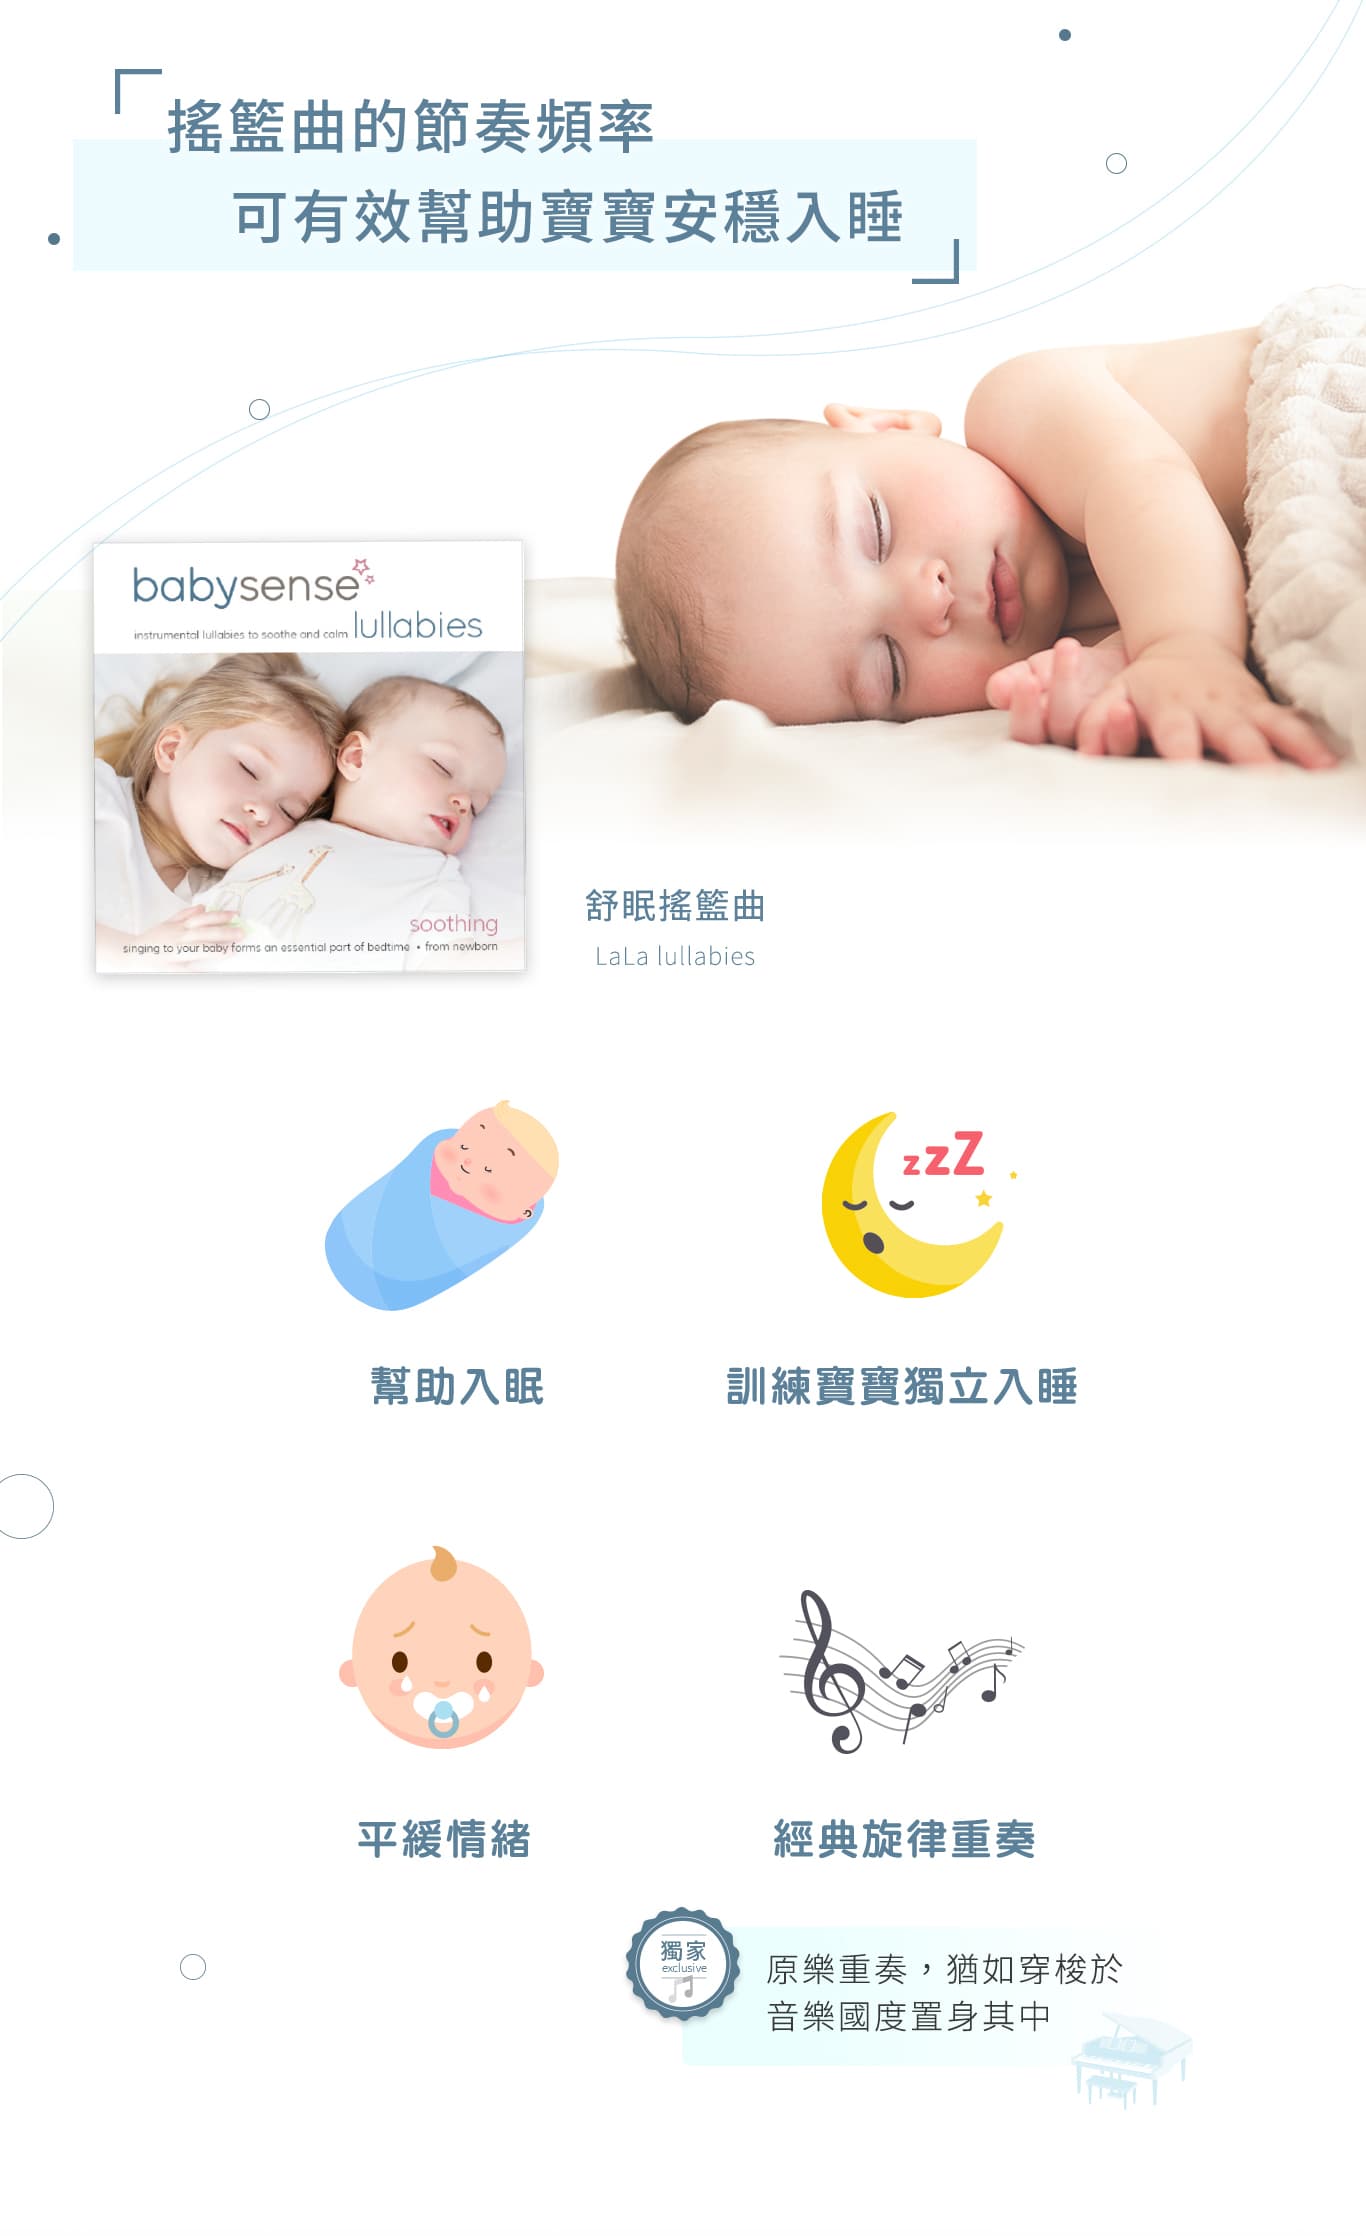 搖籃曲的節奏頻率
可有效幫助寶寶安穩入睡
babysense
instrumental lullabies to soothe and calm lullabies
soothing
singing to your baby forms an essential part of bedtime • from newborn
舒眠搖籃曲
LaLa lullabies
zzZ
幫助入眠
訓練寶寶獨立入睡
平緩情緒
經典旋律重奏
獨家
exclusive
原樂重奏，猶如穿梭於
音樂國度置身其中